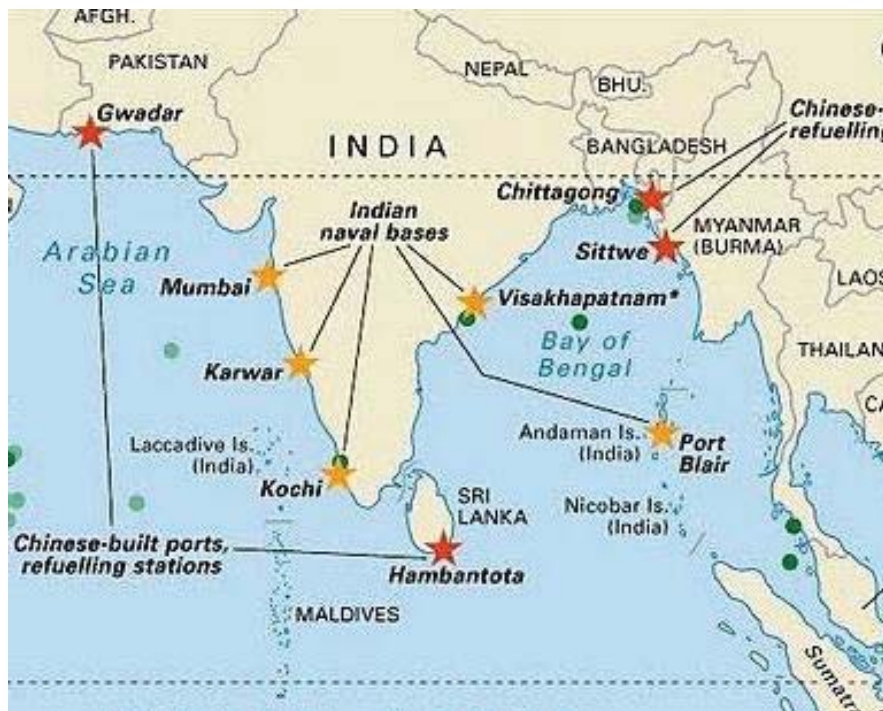 AFGH.
PAKISTAN
Gwadar
NEPAL
BHU.
INDIA
BANGLADESH
Chinese-
refuelling
Chittagong
Indian
naval bases
Arabian
Sea
Sittwe
MYANMAR
(BURMA)
LAOS
Mumbai
Visakhapatnam*
Bay of
Bengal
THAILAN
Karwar
CA
Laccadive Is.
(India)
Andaman Is.
(India)
Port
Blair
Kochi
SRI
LANKA
Nicobar Is.
(India)
Chinese-built ports,
refuelling stations
Hambantota
MALDIVES
Sumatra